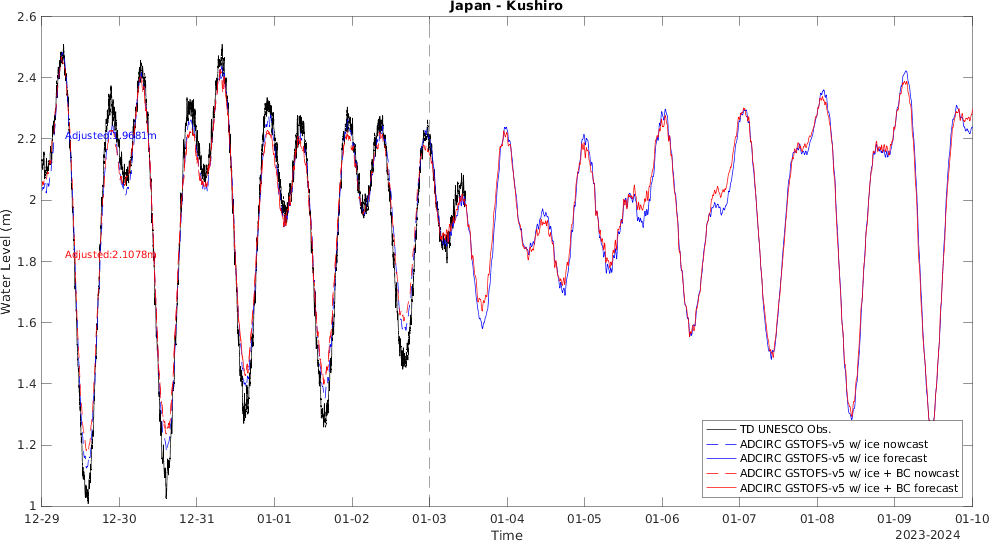 Japan - Kushiro
2.6
2.4
2.2
2
1.8
1.6
1.4
1.2
1
Water Level (m)
Adjusted:1.9681m
Adjusted:2.1078m
TD UNESCO Obs.
ADCIRC GSTOFS-v5 w/ ice nowcast
ADCIRC GSTOFS-v5 w/ ice forecast
ADCIRC GSTOFS-v5 w/ ice + BC nowcast
ADCIRC GSTOFS-v5 w/ ice + BC forecast
12-29 12-30 12-31 01-01 01-02 01-03 01-04 01-05 01-06 01-07 01-08 01-09 01-10
Time
2023-2024